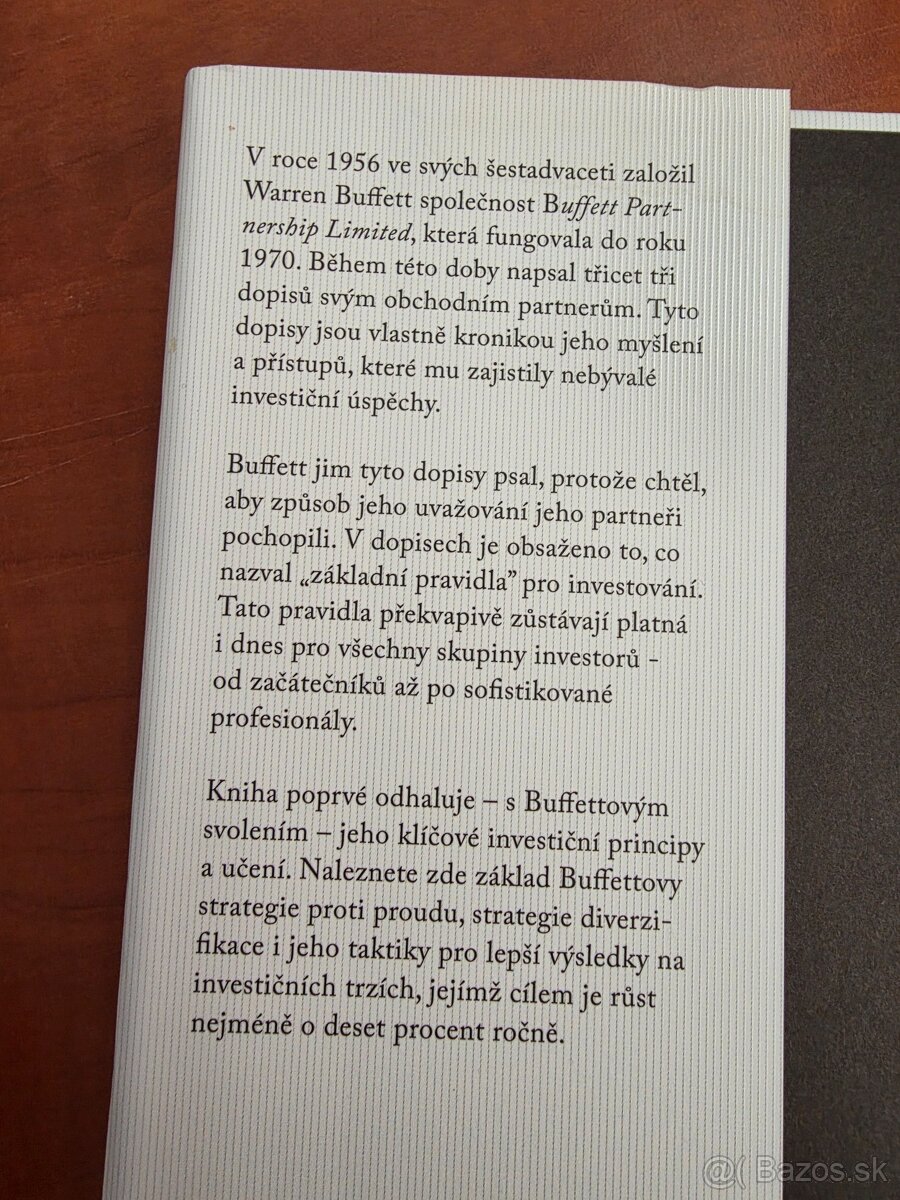 V roce 1956 ve svých šestadvaceti založil
Warren Buffett společnost Buffett Part-
nership Limited, která fungovala do roku
1970. Během této doby napsal třicet tři
dopisů svým obchodním partnerům. Tyto
dopisy jsou vlastně kronikou jeho myšlení
a přístupů, které mu zajistily nebývalé
investiční úspěchy.
Buffett jim tyto dopisy psal, protože chtěl,
aby způsob jeho uvažování jeho partneři
pochopili. V dopisech je obsaženo to, co
nazval „základní pravidla” pro investování.
Tato pravidla překvapivě zůstávají platná
i dnes pro všechny skupiny investorů -
od začátečníků až po sofistikované
profesionály.
Kniha poprvé odhaluje – s Buffettovým
svolením – jeho klíčové investiční principy
a učení. Naleznete zde základ Buffettovy
strategie proti proudu, strategie diverzi-
fikace i jeho taktiky pro lepší výsledky na
investičních trzích, jejímž cílem je růst
nejméně o deset procent ročně.
@( Bazos.sk